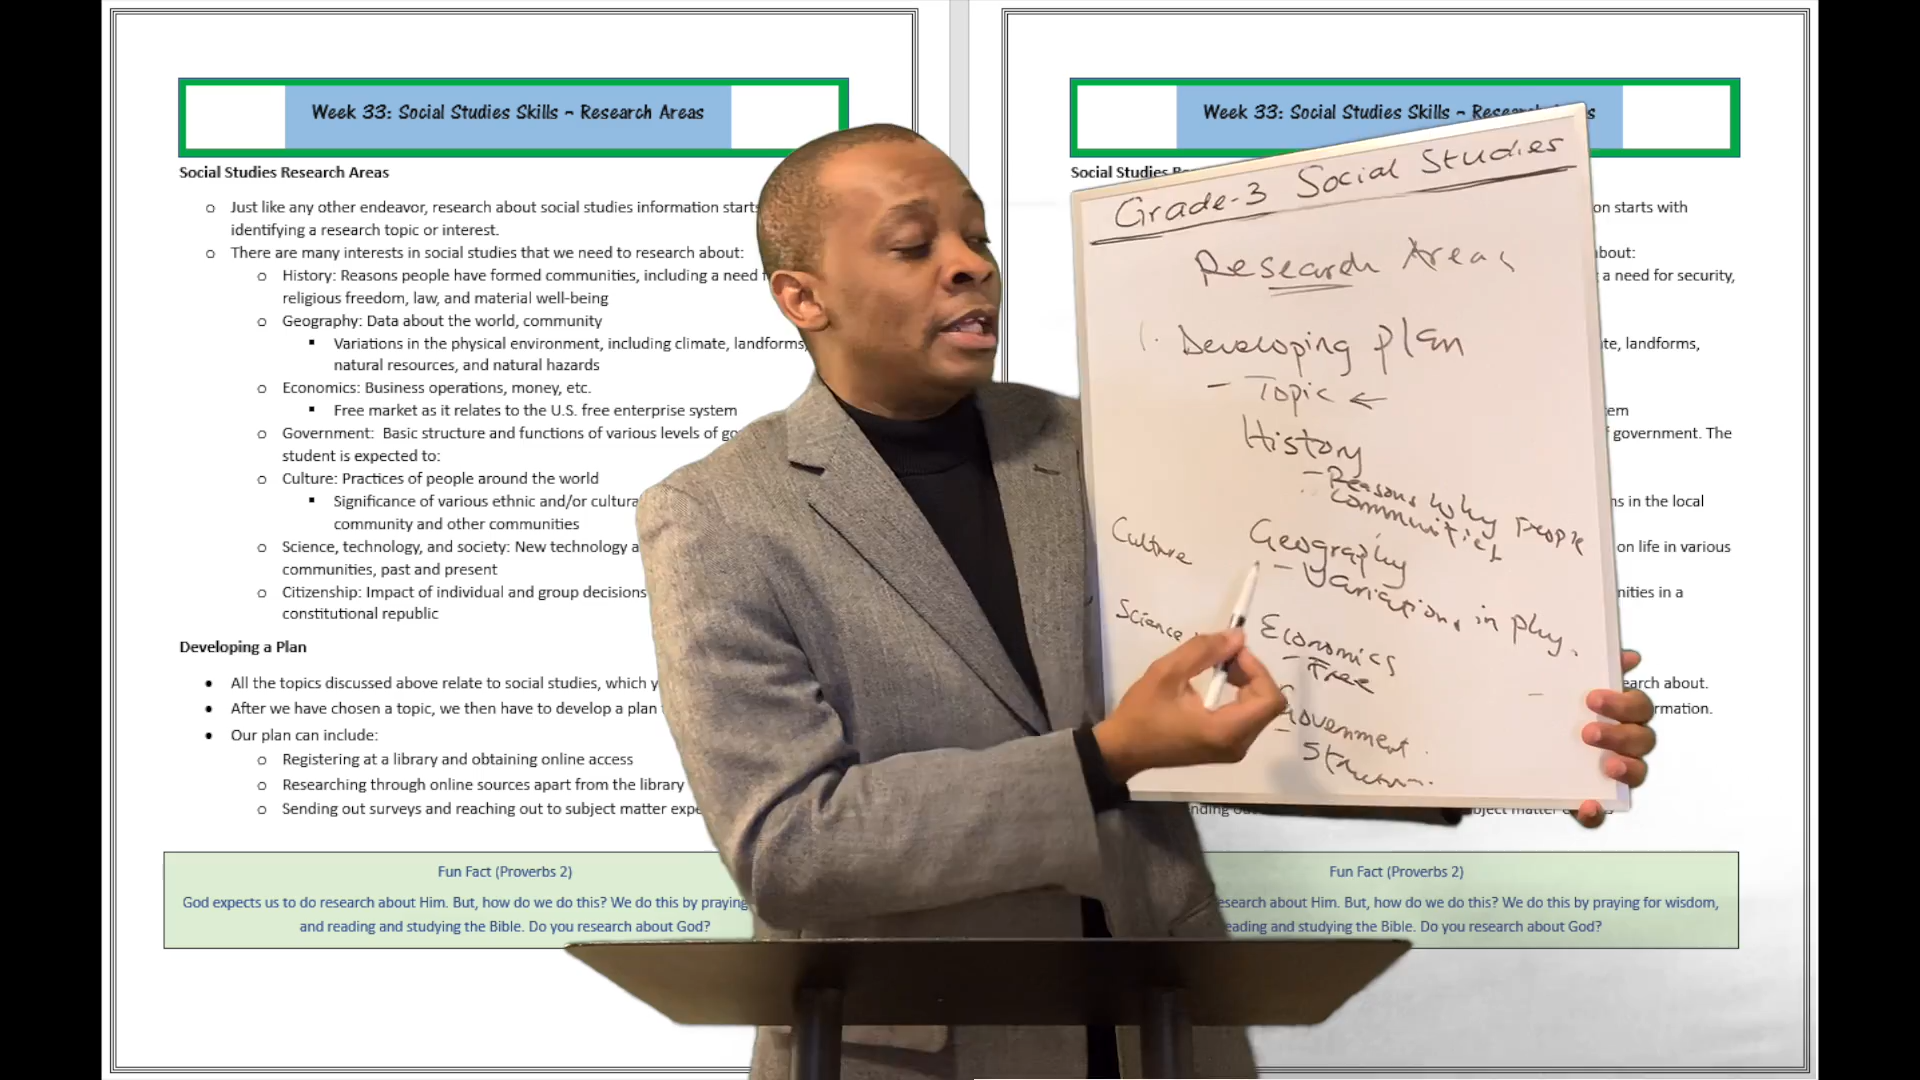 Week 33: Social Studies Skills ~ Research Areas
Social Studies Research Areas
o Just like any other endeavor, research about social studies information starts
identifying a research topic or interest.
o There are many interests in social studies that we need to research about:
o History: Reasons people have formed communities, including a need
religious freedom, law, and material well-being
o Geography: Data about the world, community
▪ Variations in the physical environment, including climate, landforms,
natural resources, and natural hazards
o Economics: Business operations, money, etc.
▪ Free market as it relates to the U.S. free enterprise system
o Government: Basic structure and functions of various levels of go
student is expected to:
o Culture: Practices of people around the world
▪ Significance of various ethnic and/or cultura
community and other communities
o Science, technology, and society: New technology a
communities, past and present
o Citizenship: Impact of individual and group decisions
constitutional republic
Developing a Plan
• All the topics discussed above relate to social studies, which y
• After we have chosen a topic, we then have to develop a plan
• Our plan can include:
o Registering at a library and obtaining online access
o Researching through online sources apart from the library
o Sending out surveys and reaching out to subject matter expe
Fun Fact (Proverbs 2)
God expects us to do research about Him. But, how do we do this? We do this by praying
and reading and studying the Bible. Do you research about God?
Week 33: Social Studies Skills ~ Research s
Social Studies
on starts with
bout:
a need for security,
te, landforms,
em
f government. The
ns in the local
on life in various
nities in a
earch about.
rmation.
Fun Fact (Proverbs 2)
esearch about Him. But, how do we do this? We do this by praying for wisdom,
eading and studying the Bible. Do you research about God?
Grade-3 Social Studies
Research Areas
1. Developing plan
- Topic ←
History
- Reasons why people
communities
Geography
- Variations in phy.
Economics
- Free
Government
- Struct
Culture
Science